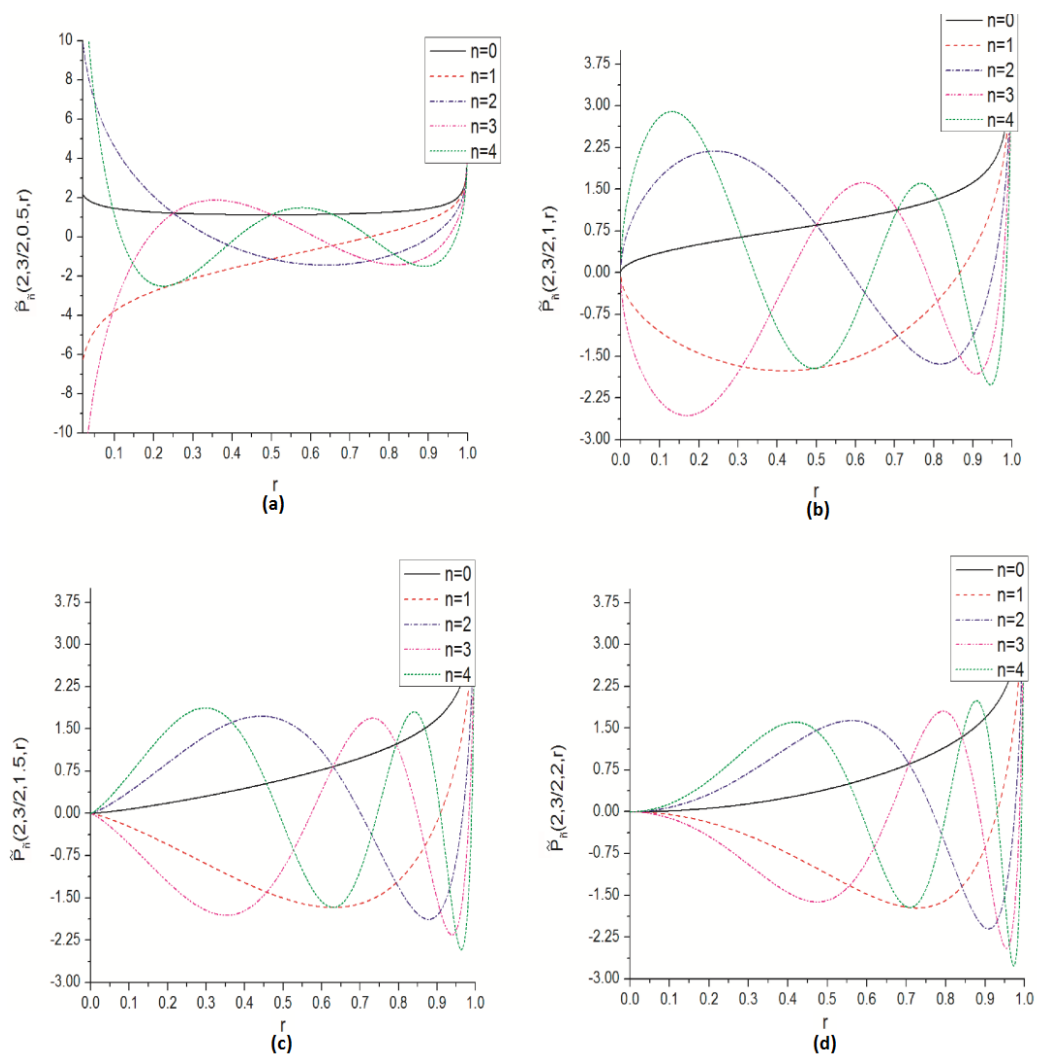 n=0
n=1
n=2
n=3
n=4
10
8
6
4
2
0
-2
-4
-6
-8
-10
P̃ñ(2,3/2,0.5,r)
0.1 0.2 0.3 0.4 0.5 0.6 0.7 0.8 0.9 1.0
r
(a)
n=0
n=1
n=2
n=3
n=4
3.75
3.00
2.25
1.50
0.75
0.00
-0.75
-1.50
-2.25
-3.00
P̃ñ(2,3/2,1,r)
0.0 0.1 0.2 0.3 0.4 0.5 0.6 0.7 0.8 0.9 1.0
r
(b)
n=0
n=1
n=2
n=3
n=4
3.75
3.00
2.25
1.50
0.75
0.00
-0.75
-1.50
-2.25
-3.00
P̃ñ(2,3/2,1.5,r)
0.0 0.1 0.2 0.3 0.4 0.5 0.6 0.7 0.8 0.9 1.0
r
(c)
n=0
n=1
n=2
n=3
n=4
3.75
3.00
2.25
1.50
0.75
0.00
-0.75
-1.50
-2.25
-3.00
P̃ñ(2,3/2,2,r)
0.0 0.1 0.2 0.3 0.4 0.5 0.6 0.7 0.8 0.9 1.0
r
(d)